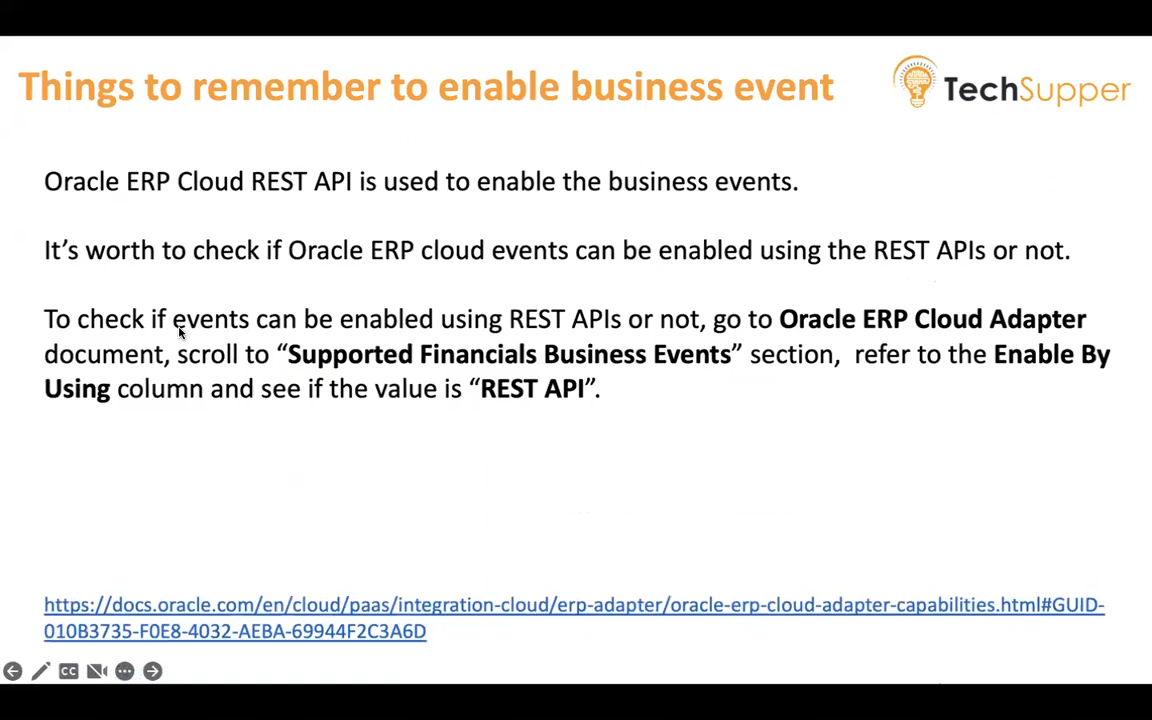 Things to remember to enable business event
TechSupper
Oracle ERP Cloud REST API is used to enable the business events.
It’s worth to check if Oracle ERP cloud events can be enabled using the REST APIs or not.
To check if events can be enabled using REST APIs or not, go to Oracle ERP Cloud Adapter
document, scroll to “Supported Financials Business Events” section, refer to the Enable By
Using column and see if the value is “REST API”.
https://docs.oracle.com/en/cloud/paas/integration-cloud/erp-adapter/oracle-erp-cloud-adapter-capabilities.html#GUID-
010B3735-F0E8-4032-AEBA-69944F2C3A6D
CC